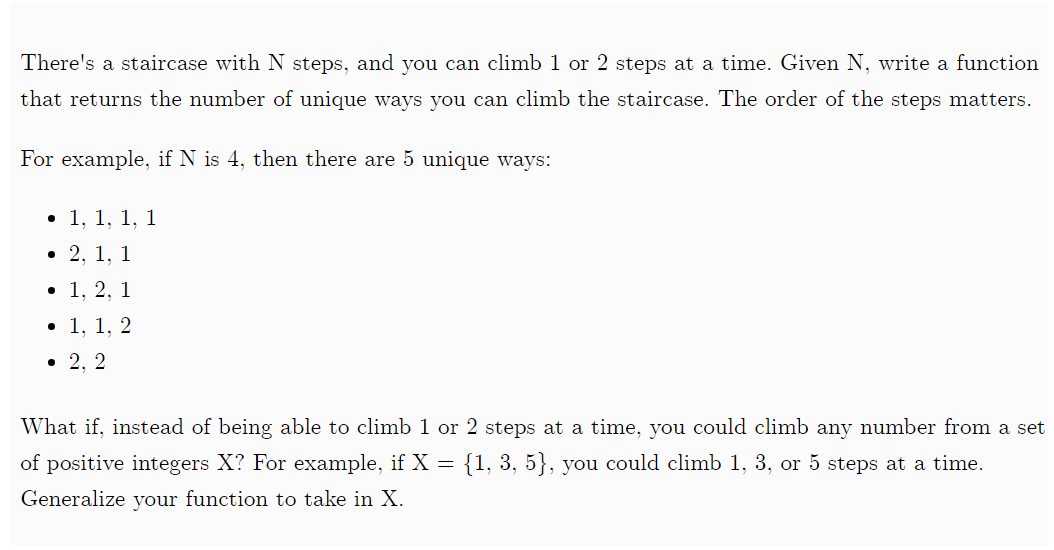 There's a staircase with N steps, and you can climb 1 or 2 steps at a time. Given N, write a function
that returns the number of unique ways you can climb the staircase. The order of the steps matters.
For example, if N is 4, then there are 5 unique ways:
• 1, 1, 1, 1
• 2, 1, 1
• 1, 2, 1
• 1, 1, 2
• 2, 2
What if, instead of being able to climb 1 or 2 steps at a time, you could climb any number from a set
of positive integers X? For example, if X = {1, 3, 5}, you could climb 1, 3, or 5 steps at a time.
Generalize your function to take in X.